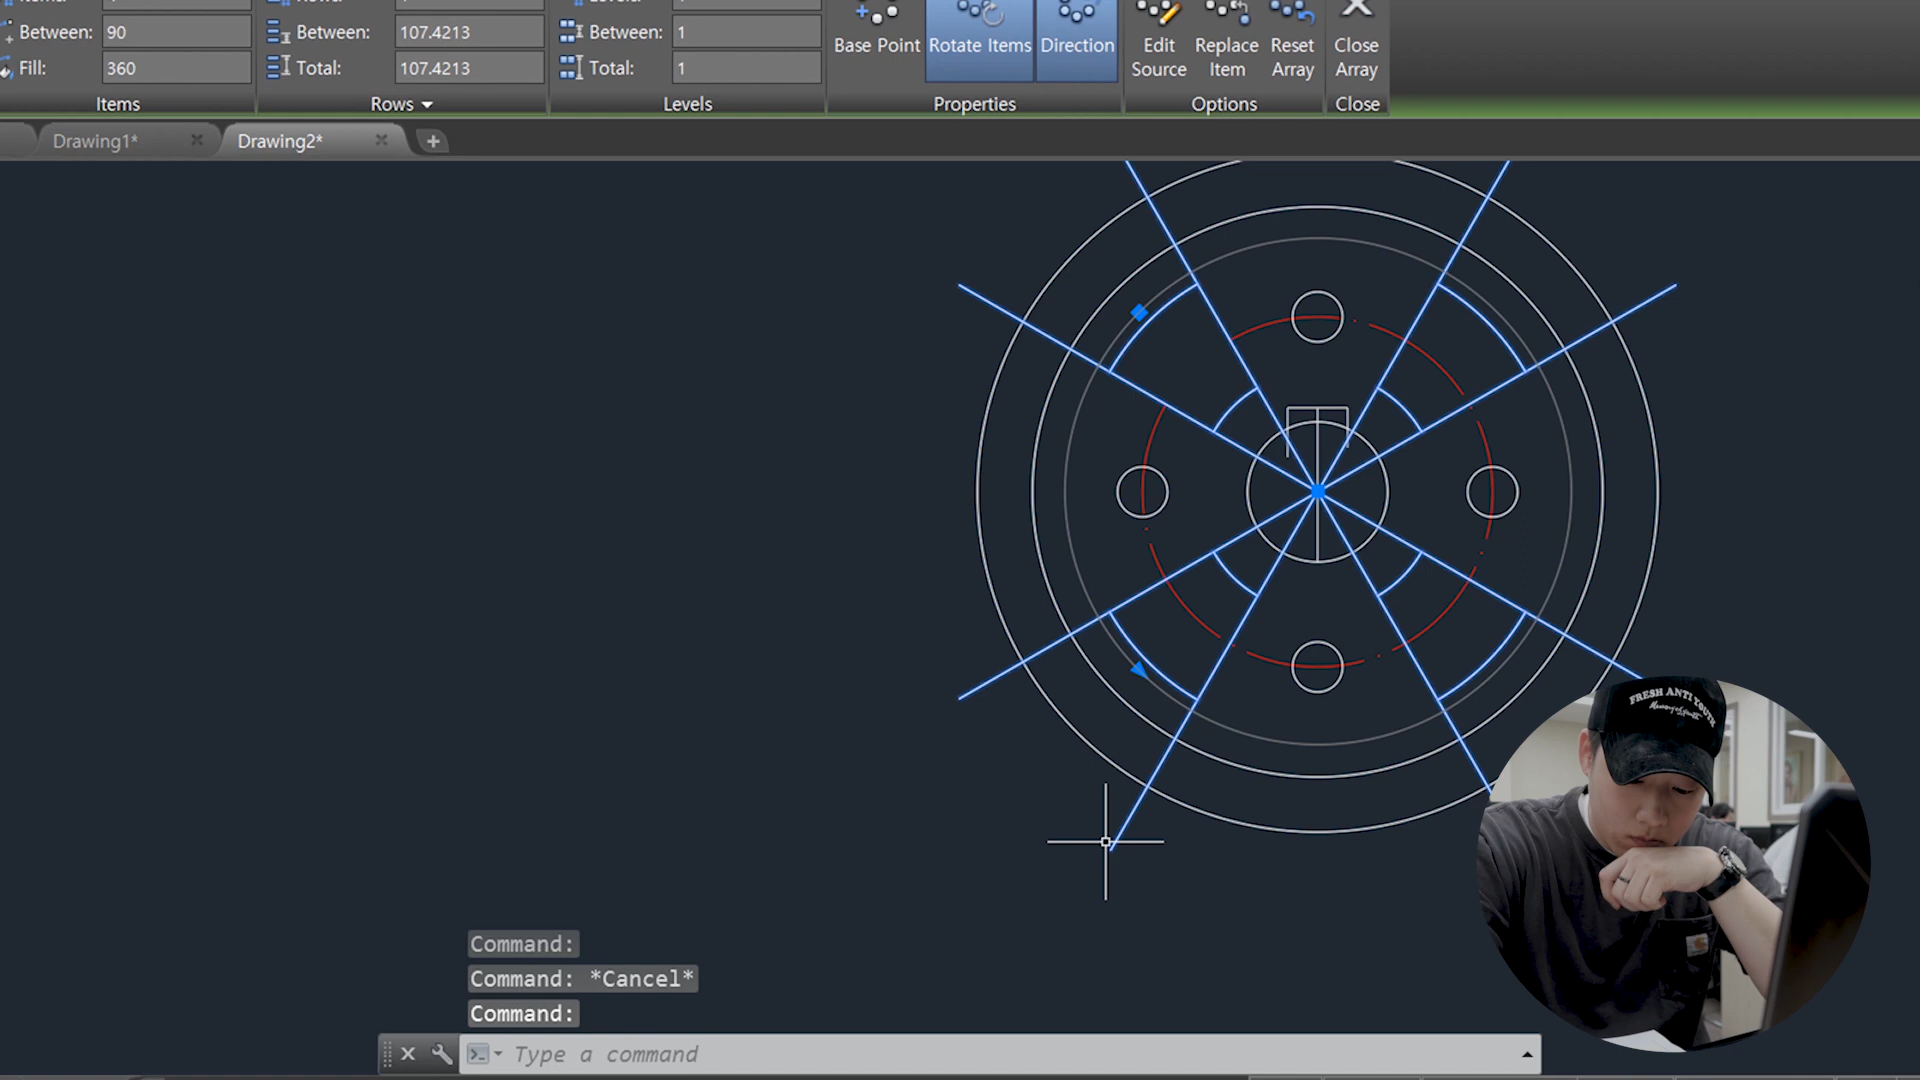 Between: 90
Between: 107.4213
Between: 1
Fill: 360
Total: 107.4213
Total: 1
Base Point
Rotate Items
Direction
Edit Source
Replace Item
Reset Array
Close Array
Items
Rows
Levels
Properties
Options
Close
Drawing1*
Drawing2*
FRESH ANTI YOUTH
Command:
Command: *Cancel*
Command:
Type a command